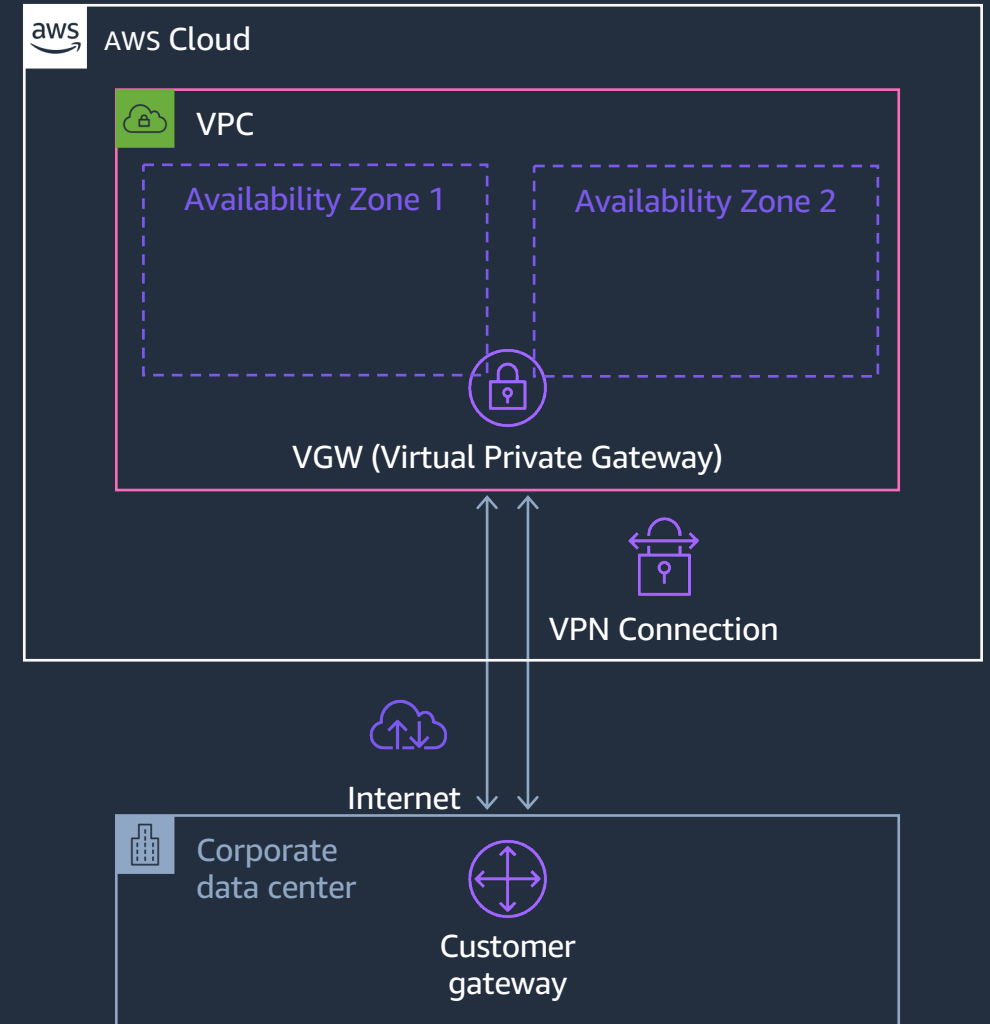 aws
AWS Cloud
VPC
Availability Zone 1
Availability Zone 2
VGW (Virtual Private Gateway)
VPN Connection
Internet
Corporate
data center
Customer
gateway